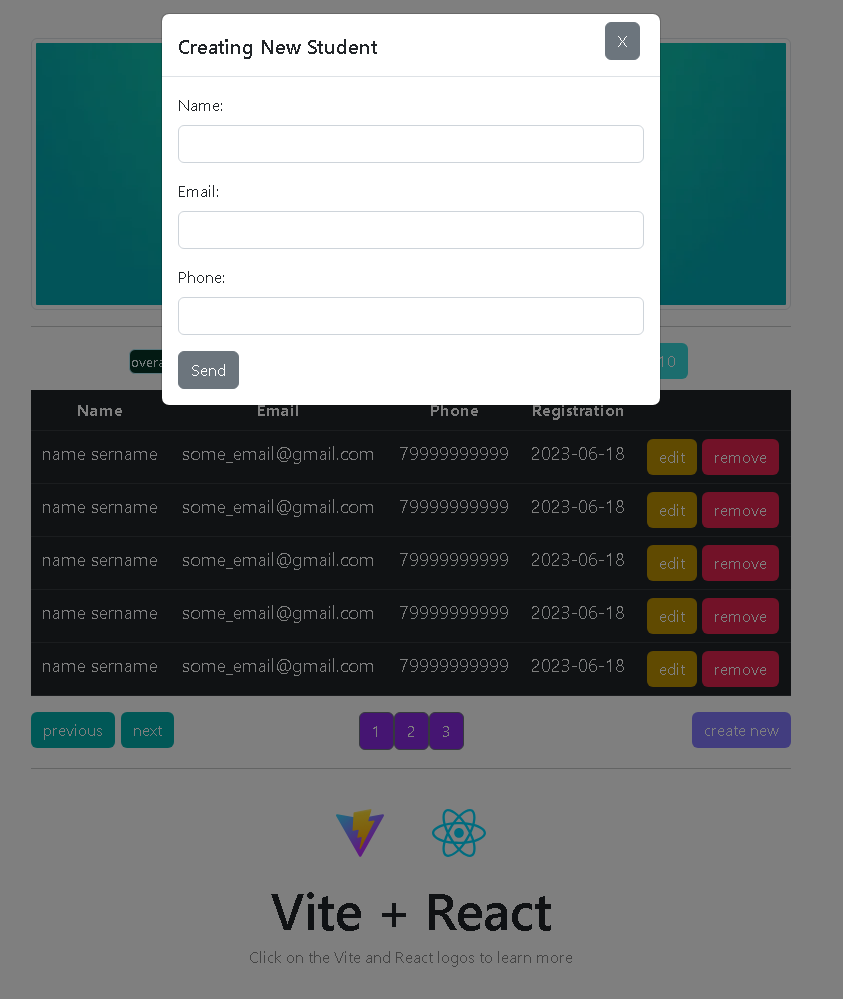 Creating New Student
X
Name:
Email:
Phone:
Send
10
Name Email Phone Registration
name sername some_email@gmail.com 79999999999 2023-06-18 edit remove
name sername some_email@gmail.com 79999999999 2023-06-18 edit remove
name sername some_email@gmail.com 79999999999 2023-06-18 edit remove
name sername some_email@gmail.com 79999999999 2023-06-18 edit remove
name sername some_email@gmail.com 79999999999 2023-06-18 edit remove
previous next 1 2 3 create new
Vite + React
Click on the Vite and React logos to learn more